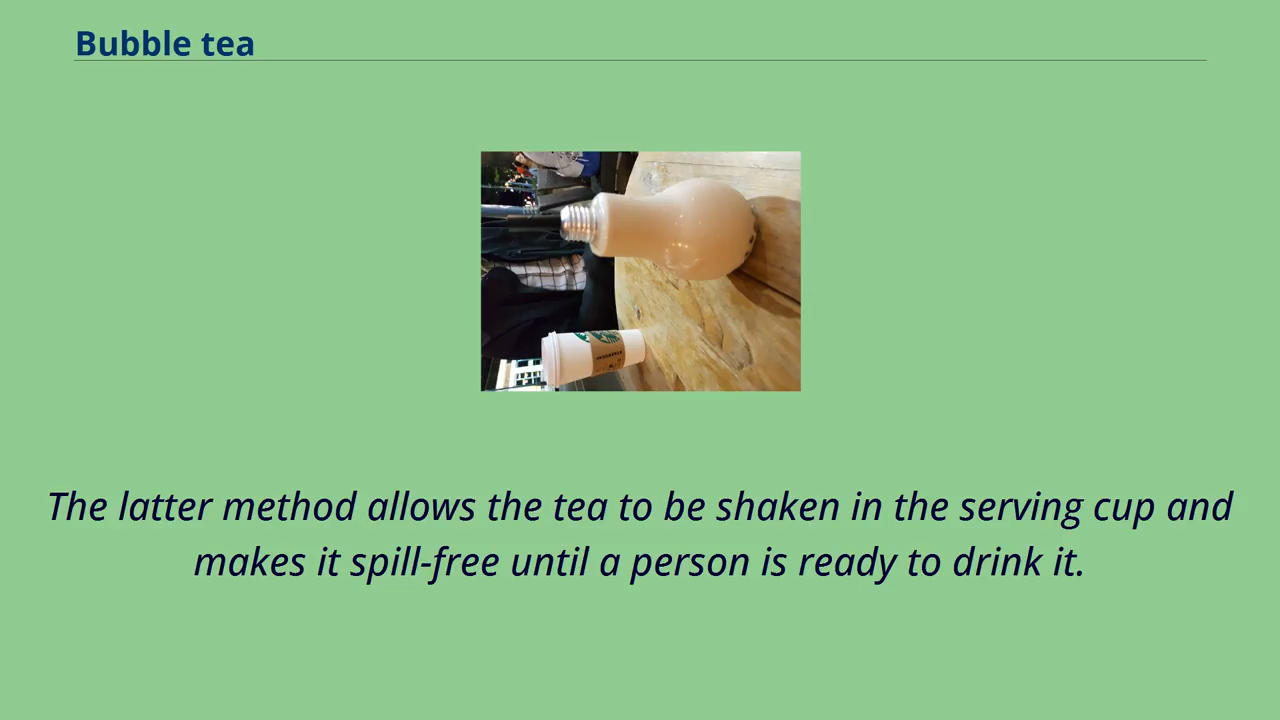 Bubble tea
The latter method allows the tea to be shaken in the serving cup and
makes it spill-free until a person is ready to drink it.